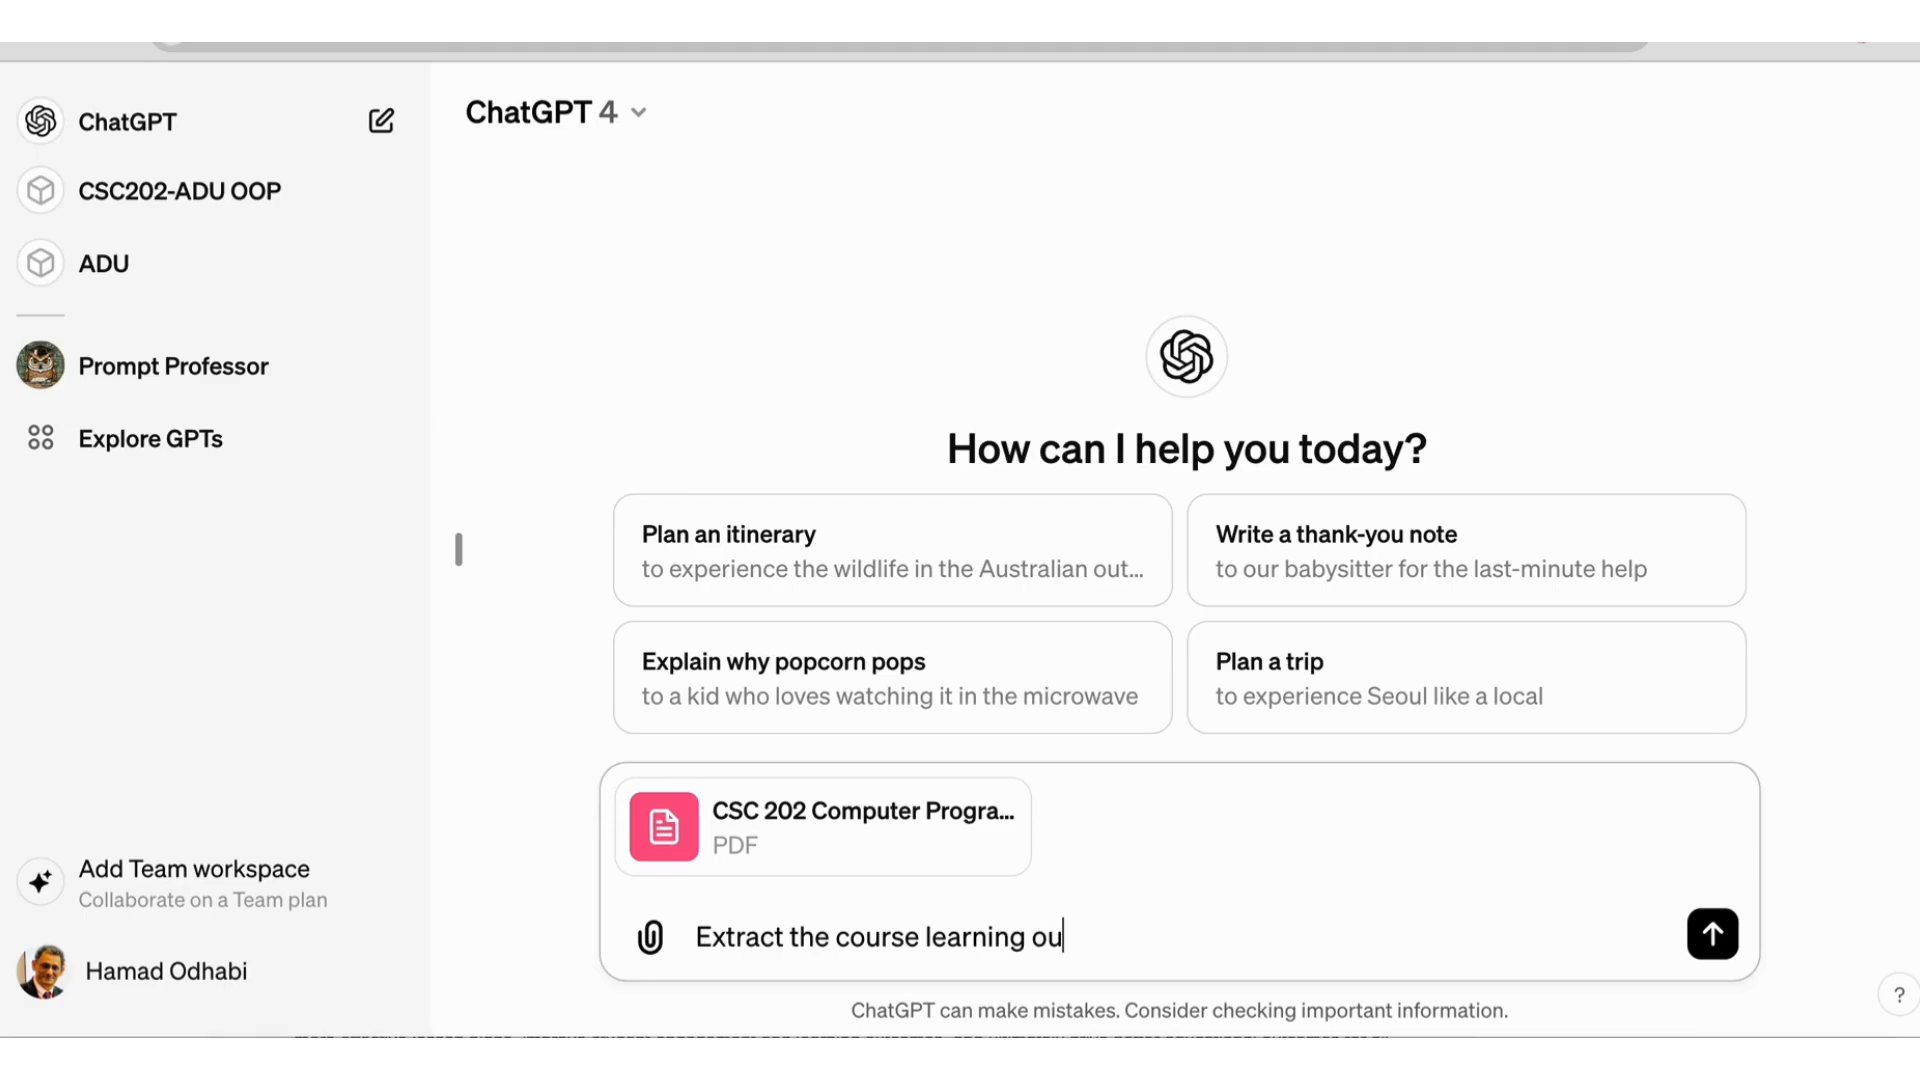 ChatGPT
CSC202-ADU OOP
ADU
Prompt Professor
Explore GPTs
Add Team workspace
Collaborate on a Team plan
Hamad Odhabi
ChatGPT 4
How can I help you today?
Plan an itinerary
to experience the wildlife in the Australian out...
Write a thank-you note
to our babysitter for the last-minute help
Explain why popcorn pops
to a kid who loves watching it in the microwave
Plan a trip
to experience Seoul like a local
CSC 202 Computer Progra...
PDF
Extract the course learning ou
ChatGPT can make mistakes. Consider checking important information.
?